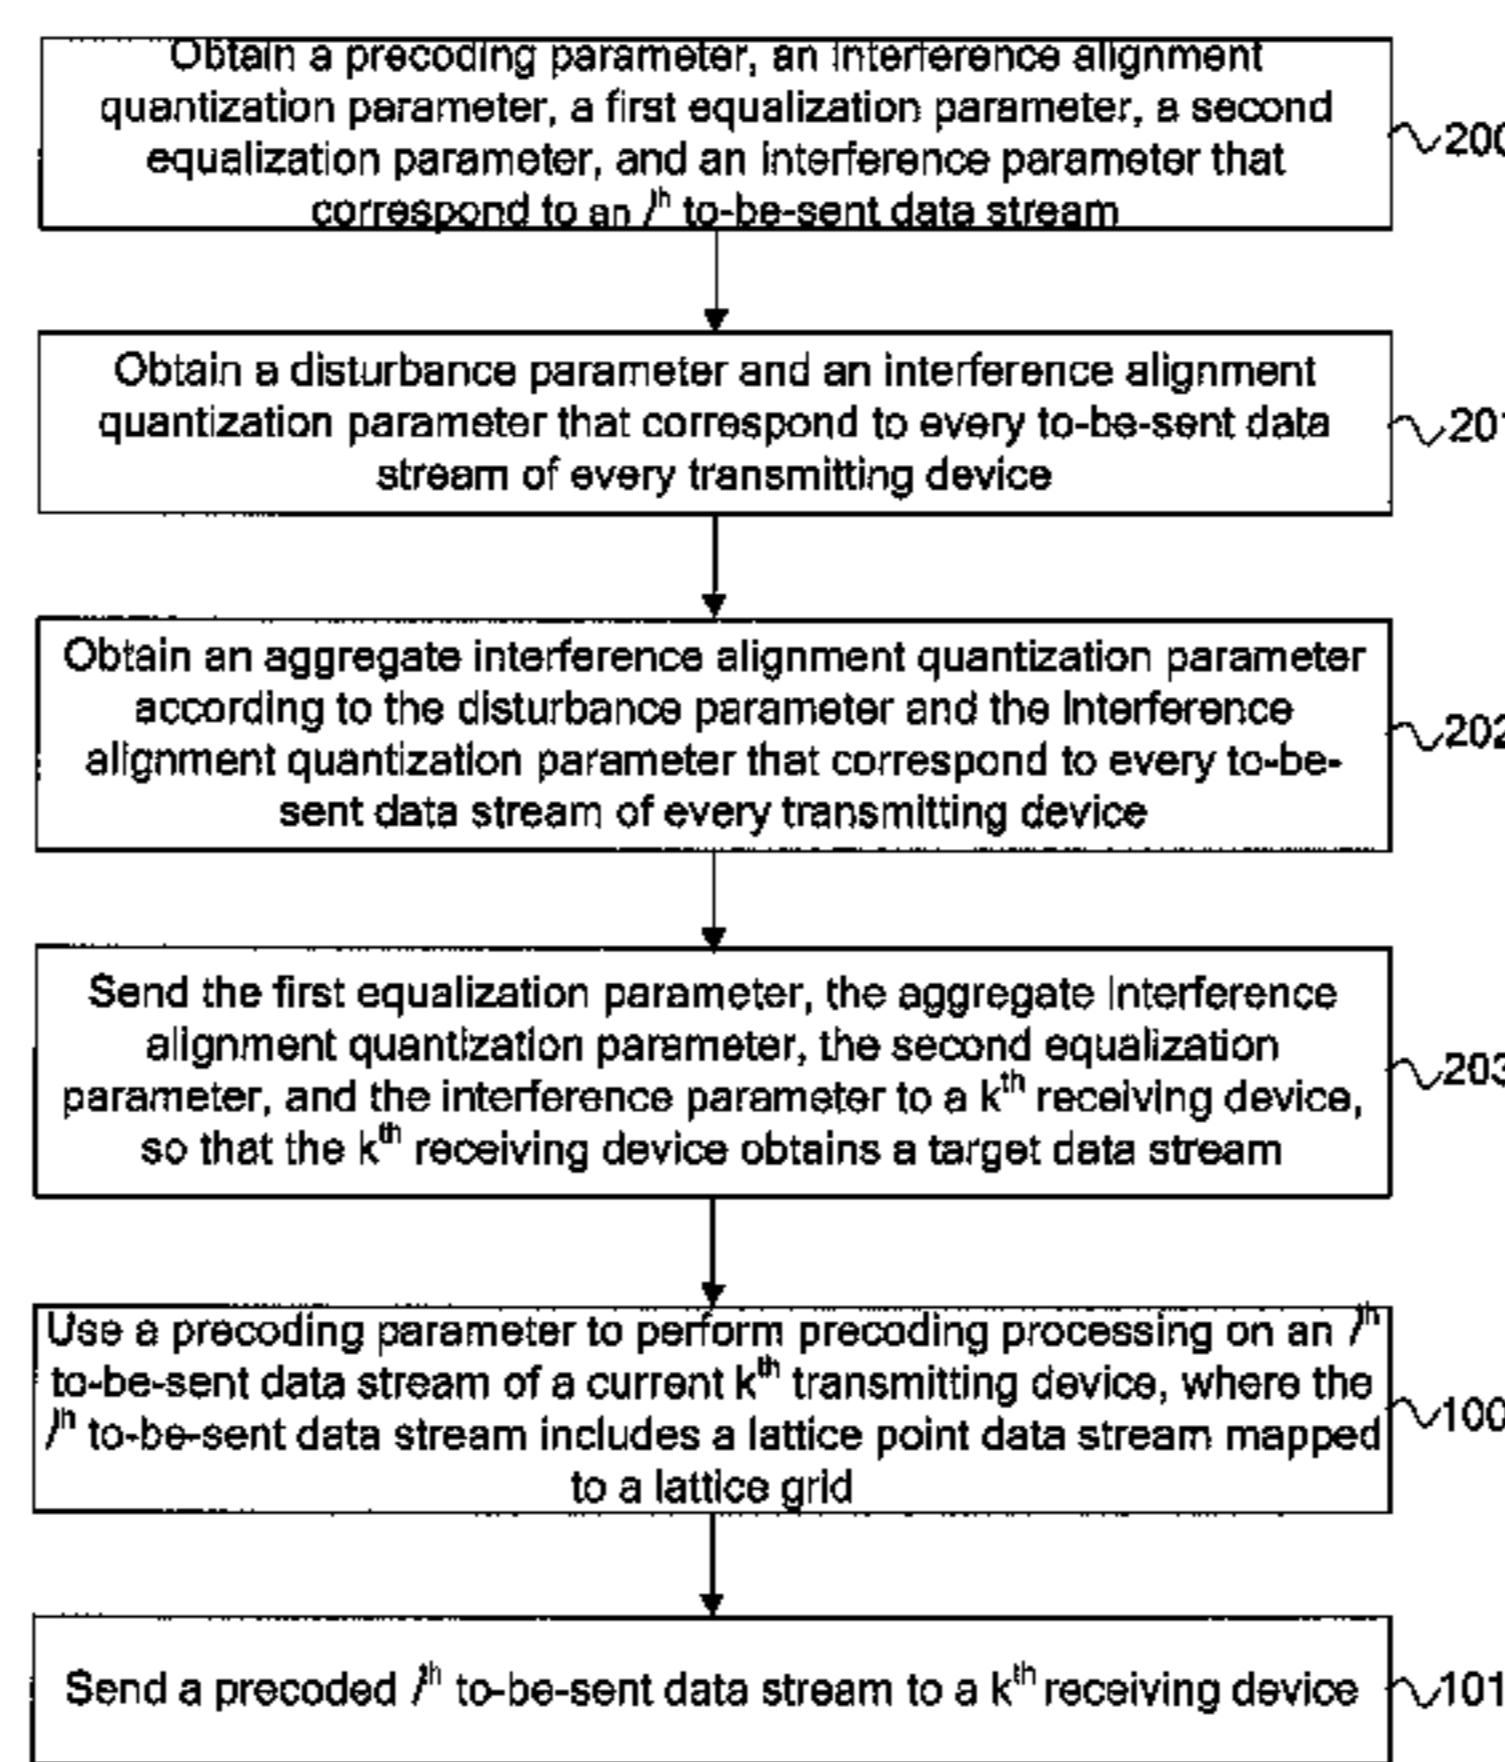 Obtain a precoding parameter, an interference alignment
quantization parameter, a first equalization parameter, a second
equalization parameter, and an interference parameter that
correspond to an lth to-be-sent data stream
200
Obtain a disturbance parameter and an interference alignment
quantization parameter that correspond to every to-be-sent data
stream of every transmitting device
201
Obtain an aggregate interference alignment quantization parameter
according to the disturbance parameter and the interference
alignment quantization parameter that correspond to every to-be-
sent data stream of every transmitting device
202
Send the first equalization parameter, the aggregate interference
alignment quantization parameter, the second equalization
parameter, and the interference parameter to a kth receiving device,
so that the kth receiving device obtains a target data stream
203
Use a precoding parameter to perform precoding processing on an lth
to-be-sent data stream of a current kth transmitting device, where the
lth to-be-sent data stream includes a lattice point data stream mapped
to a lattice grid
100
Send a precoded lth to-be-sent data stream to a kth receiving device
101